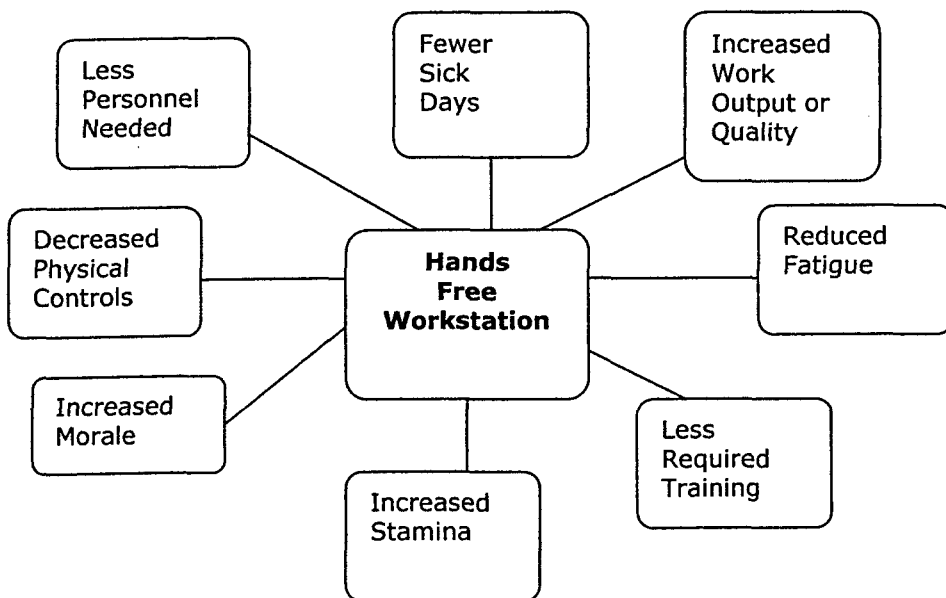 Less
Personnel
Needed
Fewer
Sick
Days
Increased
Work
Output or
Quality
Decreased
Physical
Controls
Hands
Free
Workstation
Reduced
Fatigue
Increased
Morale
Increased
Stamina
Less
Required
Training